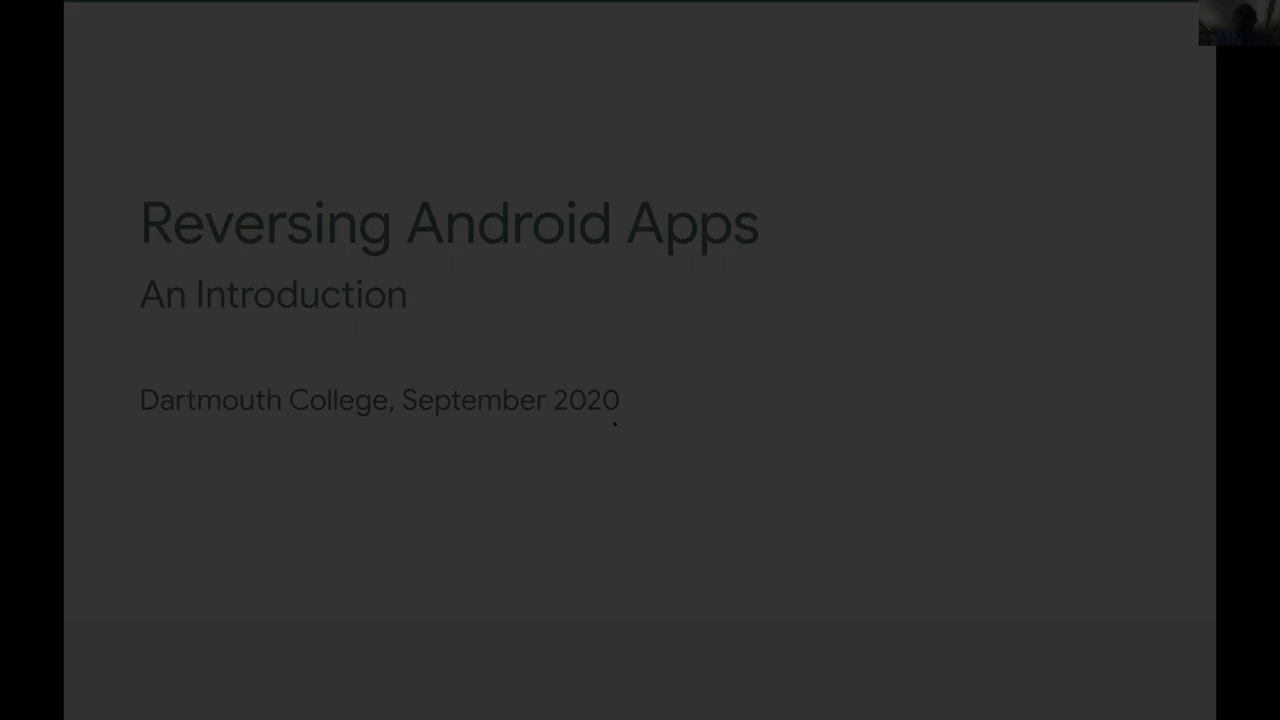 Reversing Android Apps
An Introduction
Dartmouth College, September 2020